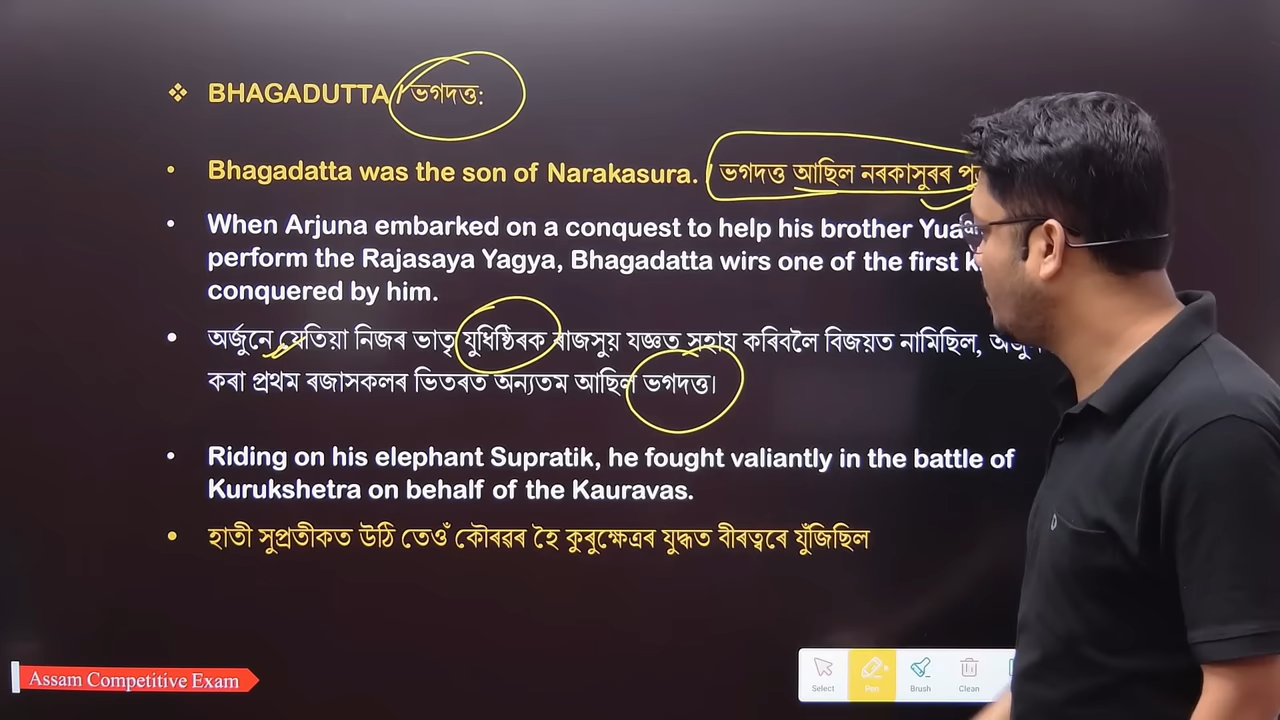 ❖ BHAGADUTTA / ভগদত্ত:
• Bhagadatta was the son of Narakasura. / ভগদত্ত আছিল নৰকাসুৰৰ
• When Arjuna embarked on a conquest to help his brother
perform the Rajasaya Yagya, Bhagadatta wirs one of the first
conquered by him.
• অৰ্জুনে যেতিয়া নিজৰ ভাতৃ যুধিষ্ঠিৰক ৰাজসুয় যজ্ঞত সহায় কৰিবলৈ বিজয়ত নামিছিল,
কৰা প্ৰথম ৰজাসকলৰ ভিতৰত অন্যতম আছিল ভগদত্ত।
• Riding on his elephant Supratik, he fought valiantly in the battle of
Kurukshetra on behalf of the Kauravas.
• হাতী সুপ্ৰতীকত উঠি তেওঁ কৌৰৱৰ হৈ কুৰুক্ষেত্ৰৰ যুদ্ধত বীৰত্বৰে যুঁজিছিল
Assam Competitive Exam
Select Pen Brush Clean